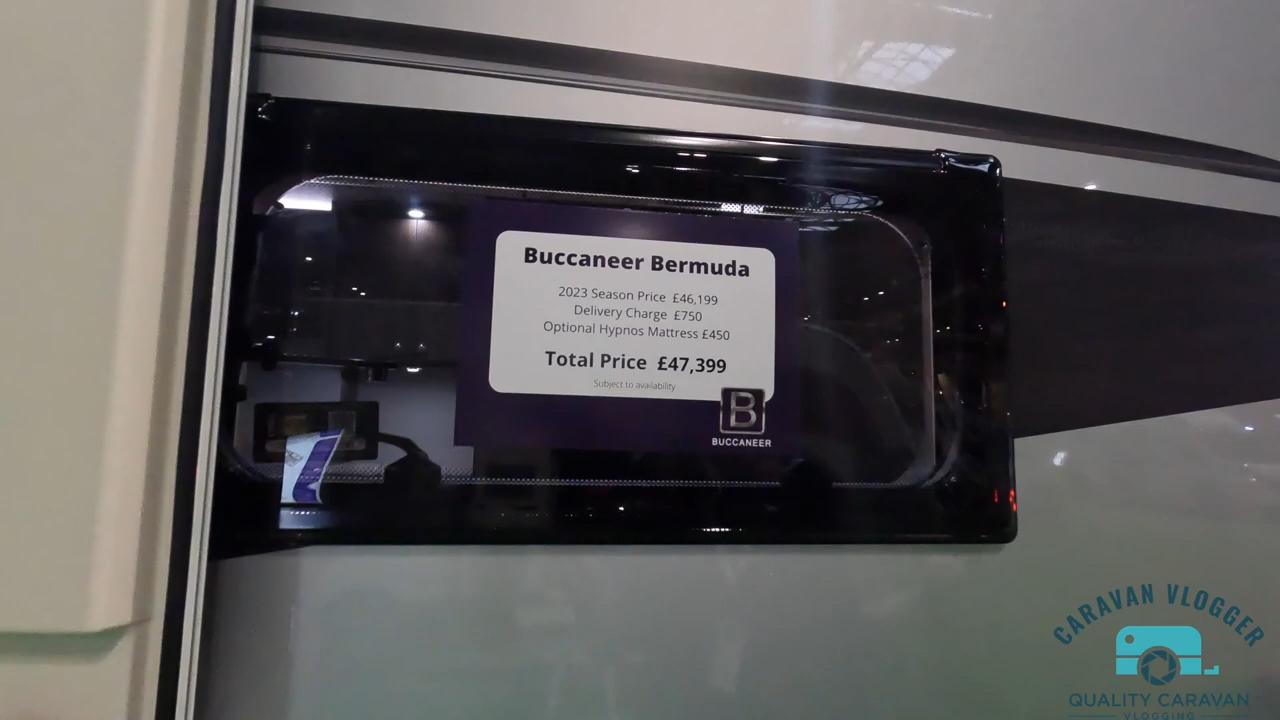 Buccaneer Bermuda
2023 Season Price £46,199
Delivery Charge £750
Optional Hypnos Mattress £450
Total Price £47,399
Subject to availability
B
BUCCANEER
CARAVAN VLOGGER
QUALITY CARAVAN
VLOGGING